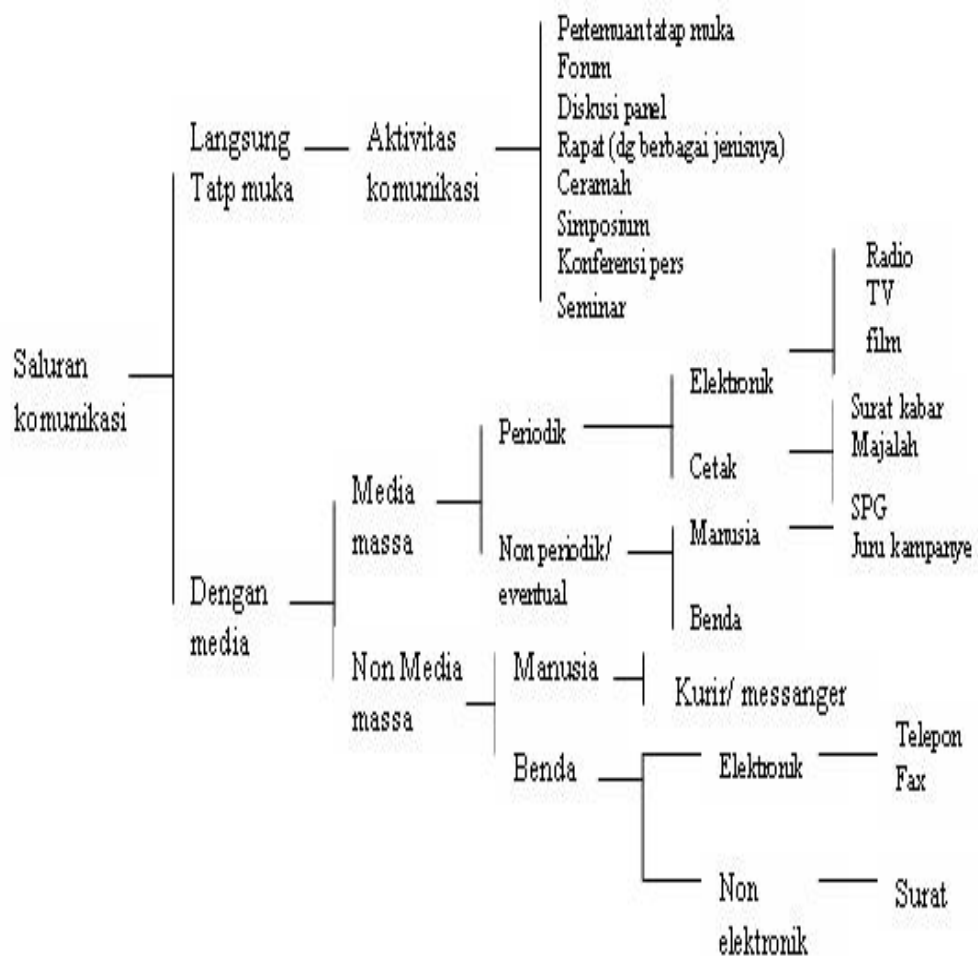 Saluran
komunikasi
Langsung
Tatp muka
Aktivitas
komunikasi
Pertemuan tatap muka
Forum
Diskusi panel
Rapat (dg berbagai jenisnya)
Ceramah
Simposium
Konferensi pers
Seminar
Dengan
media
Media
massa
Periodik
Elektronik
Radio
TV
film
Cetak
Surat kabar
Majalah
Non periodik/
eventual
Manusia
SPG
Juru kampanye
Benda
Non Media
massa
Manusia
Kurir/ messanger
Benda
Elektronik
Telepon
Fax
Non
elektronik
Surat